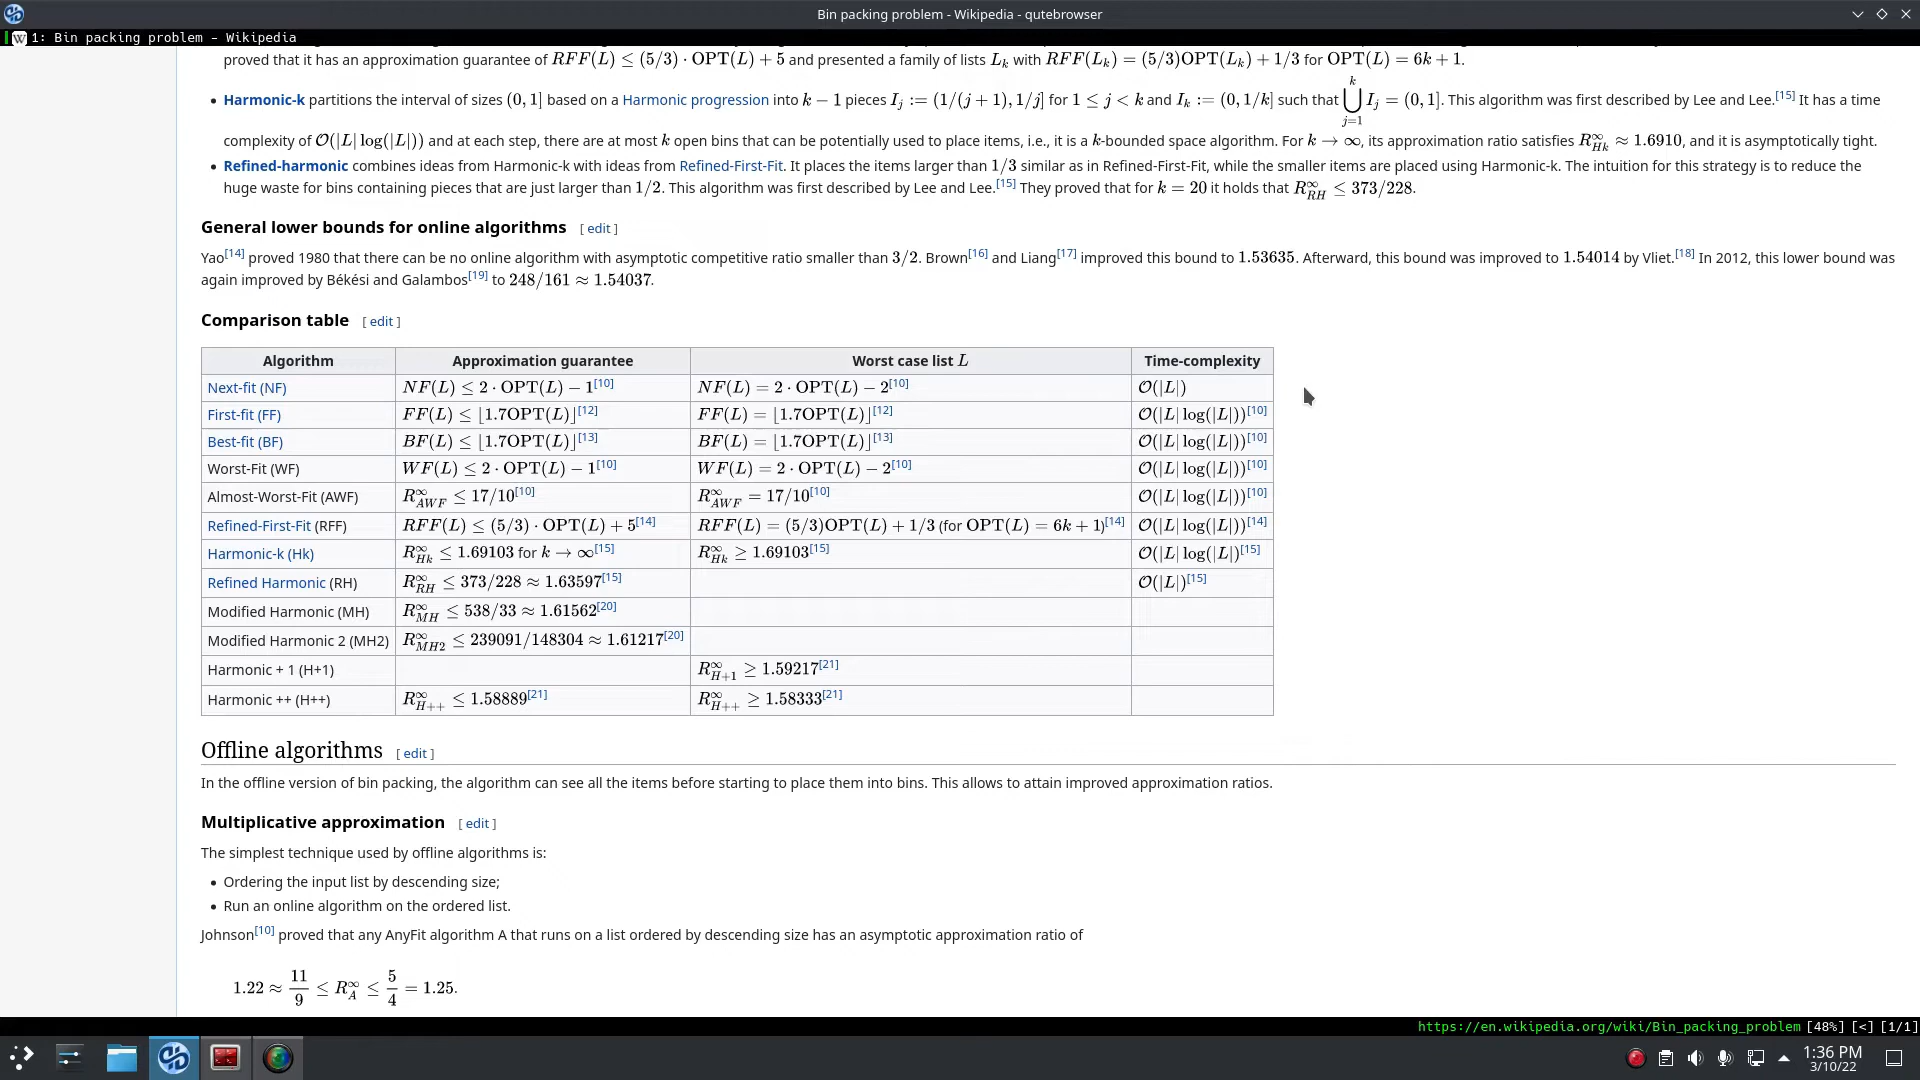 Bin packing problem - Wikipedia - qutebrowser
W 1: Bin packing problem - Wikipedia
proved that it has an approximation guarantee of RFF(L) ≤ (5/3) · OPT(L) + 5 and presented a family of lists L_k with RFF(L_k) = (5/3)OPT(L_k) + 1/3 for OPT(L) = 6k + 1.
• Harmonic-k partitions the interval of sizes (0, 1] based on a Harmonic progression into k − 1 pieces I_j := (1/(j + 1), 1/j] for 1 ≤ j < k and I_k := (0, 1/k] such that ⋃_{j=1}^{k} I_j = (0, 1]. This algorithm was first described by Lee and Lee.[15] It has a time
complexity of O(|L| log(|L|)) and at each step, there are at most k open bins that can be potentially used to place items, i.e., it is a k-bounded space algorithm. For k → ∞, its approximation ratio satisfies R_{Hk}^∞ ≈ 1.6910, and it is asymptotically tight.
• Refined-harmonic combines ideas from Harmonic-k with ideas from Refined-First-Fit. It places the items larger than 1/3 similar as in Refined-First-Fit, while the smaller items are placed using Harmonic-k. The intuition for this strategy is to reduce the
huge waste for bins containing pieces that are just larger than 1/2. This algorithm was first described by Lee and Lee.[15] They proved that for k = 20 it holds that R_{RH}^∞ ≤ 373/228.
General lower bounds for online algorithms [ edit ]
Yao[14] proved 1980 that there can be no online algorithm with asymptotic competitive ratio smaller than 3/2. Brown[16] and Liang[17] improved this bound to 1.53635. Afterward, this bound was improved to 1.54014 by Vliet.[18] In 2012, this lower bound was
again improved by Békési and Galambos[19] to 248/161 ≈ 1.54037.
Comparison table [ edit ]
Algorithm Approximation guarantee Worst case list L Time-complexity
Next-fit (NF) NF(L) ≤ 2 · OPT(L) − 1[10] NF(L) = 2 · OPT(L) − 2[10] O(|L|)
First-fit (FF) FF(L) ≤ ⌊1.7OPT(L)⌋[12] FF(L) = ⌊1.7OPT(L)⌋[12] O(|L| log(|L|))[10]
Best-fit (BF) BF(L) ≤ ⌊1.7OPT(L)⌋[13] BF(L) = ⌊1.7OPT(L)⌋[13] O(|L| log(|L|))[10]
Worst-Fit (WF) WF(L) ≤ 2 · OPT(L) − 1[10] WF(L) = 2 · OPT(L) − 2[10] O(|L| log(|L|))[10]
Almost-Worst-Fit (AWF) R_{AWF}^∞ ≤ 17/10[10] R_{AWF}^∞ = 17/10[10] O(|L| log(|L|))[10]
Refined-First-Fit (RFF) RFF(L) ≤ (5/3) · OPT(L) + 5[14] RFF(L) = (5/3)OPT(L) + 1/3 (for OPT(L) = 6k + 1)[14] O(|L| log(|L|))[14]
Harmonic-k (Hk) R_{Hk}^∞ ≤ 1.69103 for k → ∞[15] R_{Hk}^∞ ≥ 1.69103[15] O(|L| log(|L|)[15]
Refined Harmonic (RH) R_{RH}^∞ ≤ 373/228 ≈ 1.63597[15] O(|L|)[15]
Modified Harmonic (MH) R_{MH}^∞ ≤ 538/33 ≈ 1.61562[20]
Modified Harmonic 2 (MH2) R_{MH2}^∞ ≤ 239091/148304 ≈ 1.61217[20]
Harmonic + 1 (H+1) R_{H+1}^∞ ≥ 1.59217[21]
Harmonic ++ (H++) R_{H++}^∞ ≤ 1.58889[21] R_{H++}^∞ ≥ 1.58333[21]
Offline algorithms [ edit ]
In the offline version of bin packing, the algorithm can see all the items before starting to place them into bins. This allows to attain improved approximation ratios.
Multiplicative approximation [ edit ]
The simplest technique used by offline algorithms is:
• Ordering the input list by descending size;
• Run an online algorithm on the ordered list.
Johnson[10] proved that any AnyFit algorithm A that runs on a list ordered by descending size has an asymptotic approximation ratio of
1.22 ≈ 11/9 ≤ R_A^∞ ≤ 5/4 = 1.25.
https://en.wikipedia.org/wiki/Bin_packing_problem [48%] [<] [1/1]
1:36 PM
3/10/22